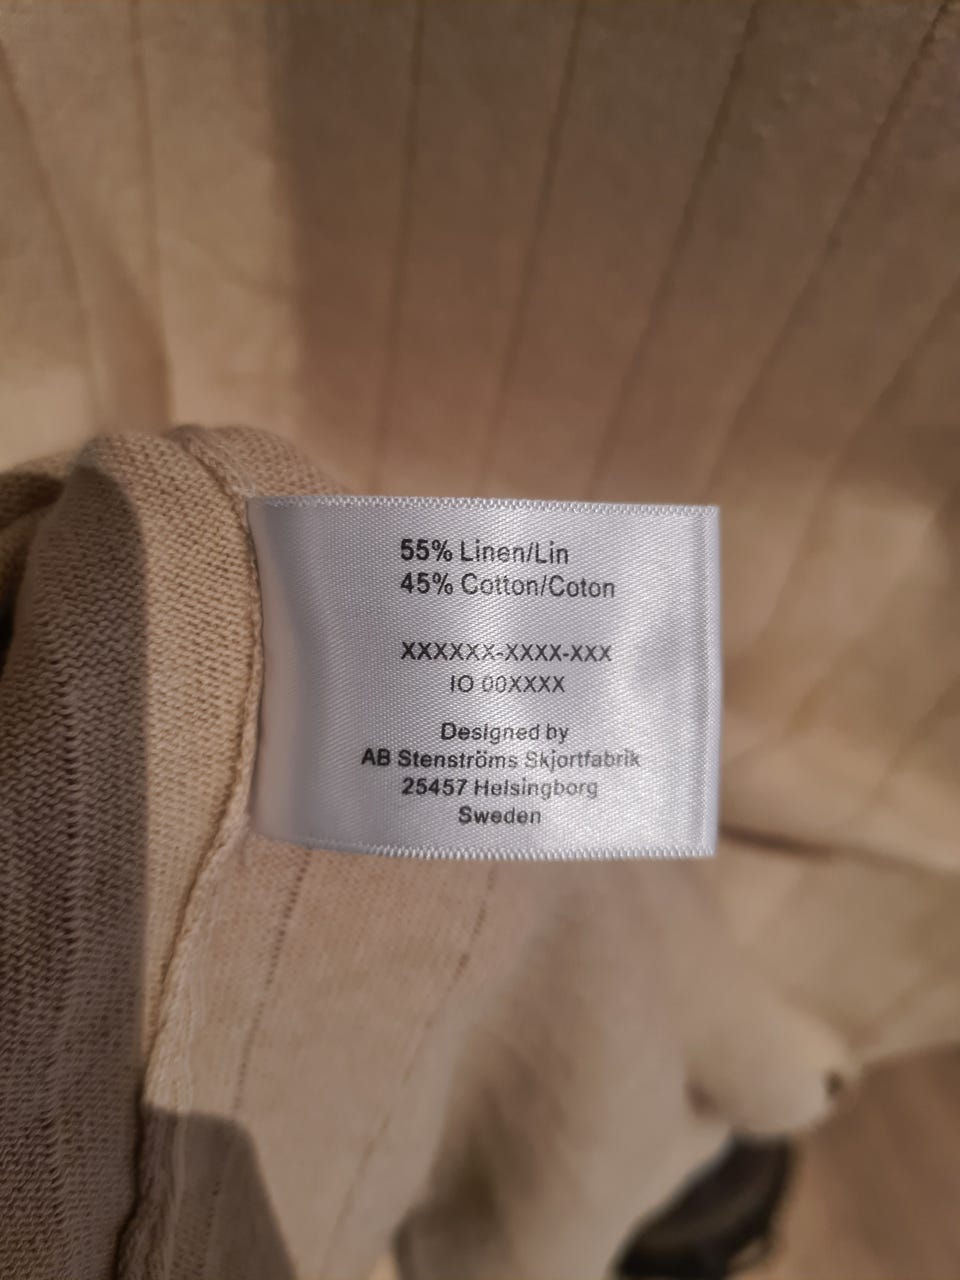 55% Linen/Lin
45% Cotton/Coton
XXXXXX-XXXX-XXX
IO 00XXXX
Designed by
AB Stenströms Skjortfabrik
25457 Helsingborg
Sweden